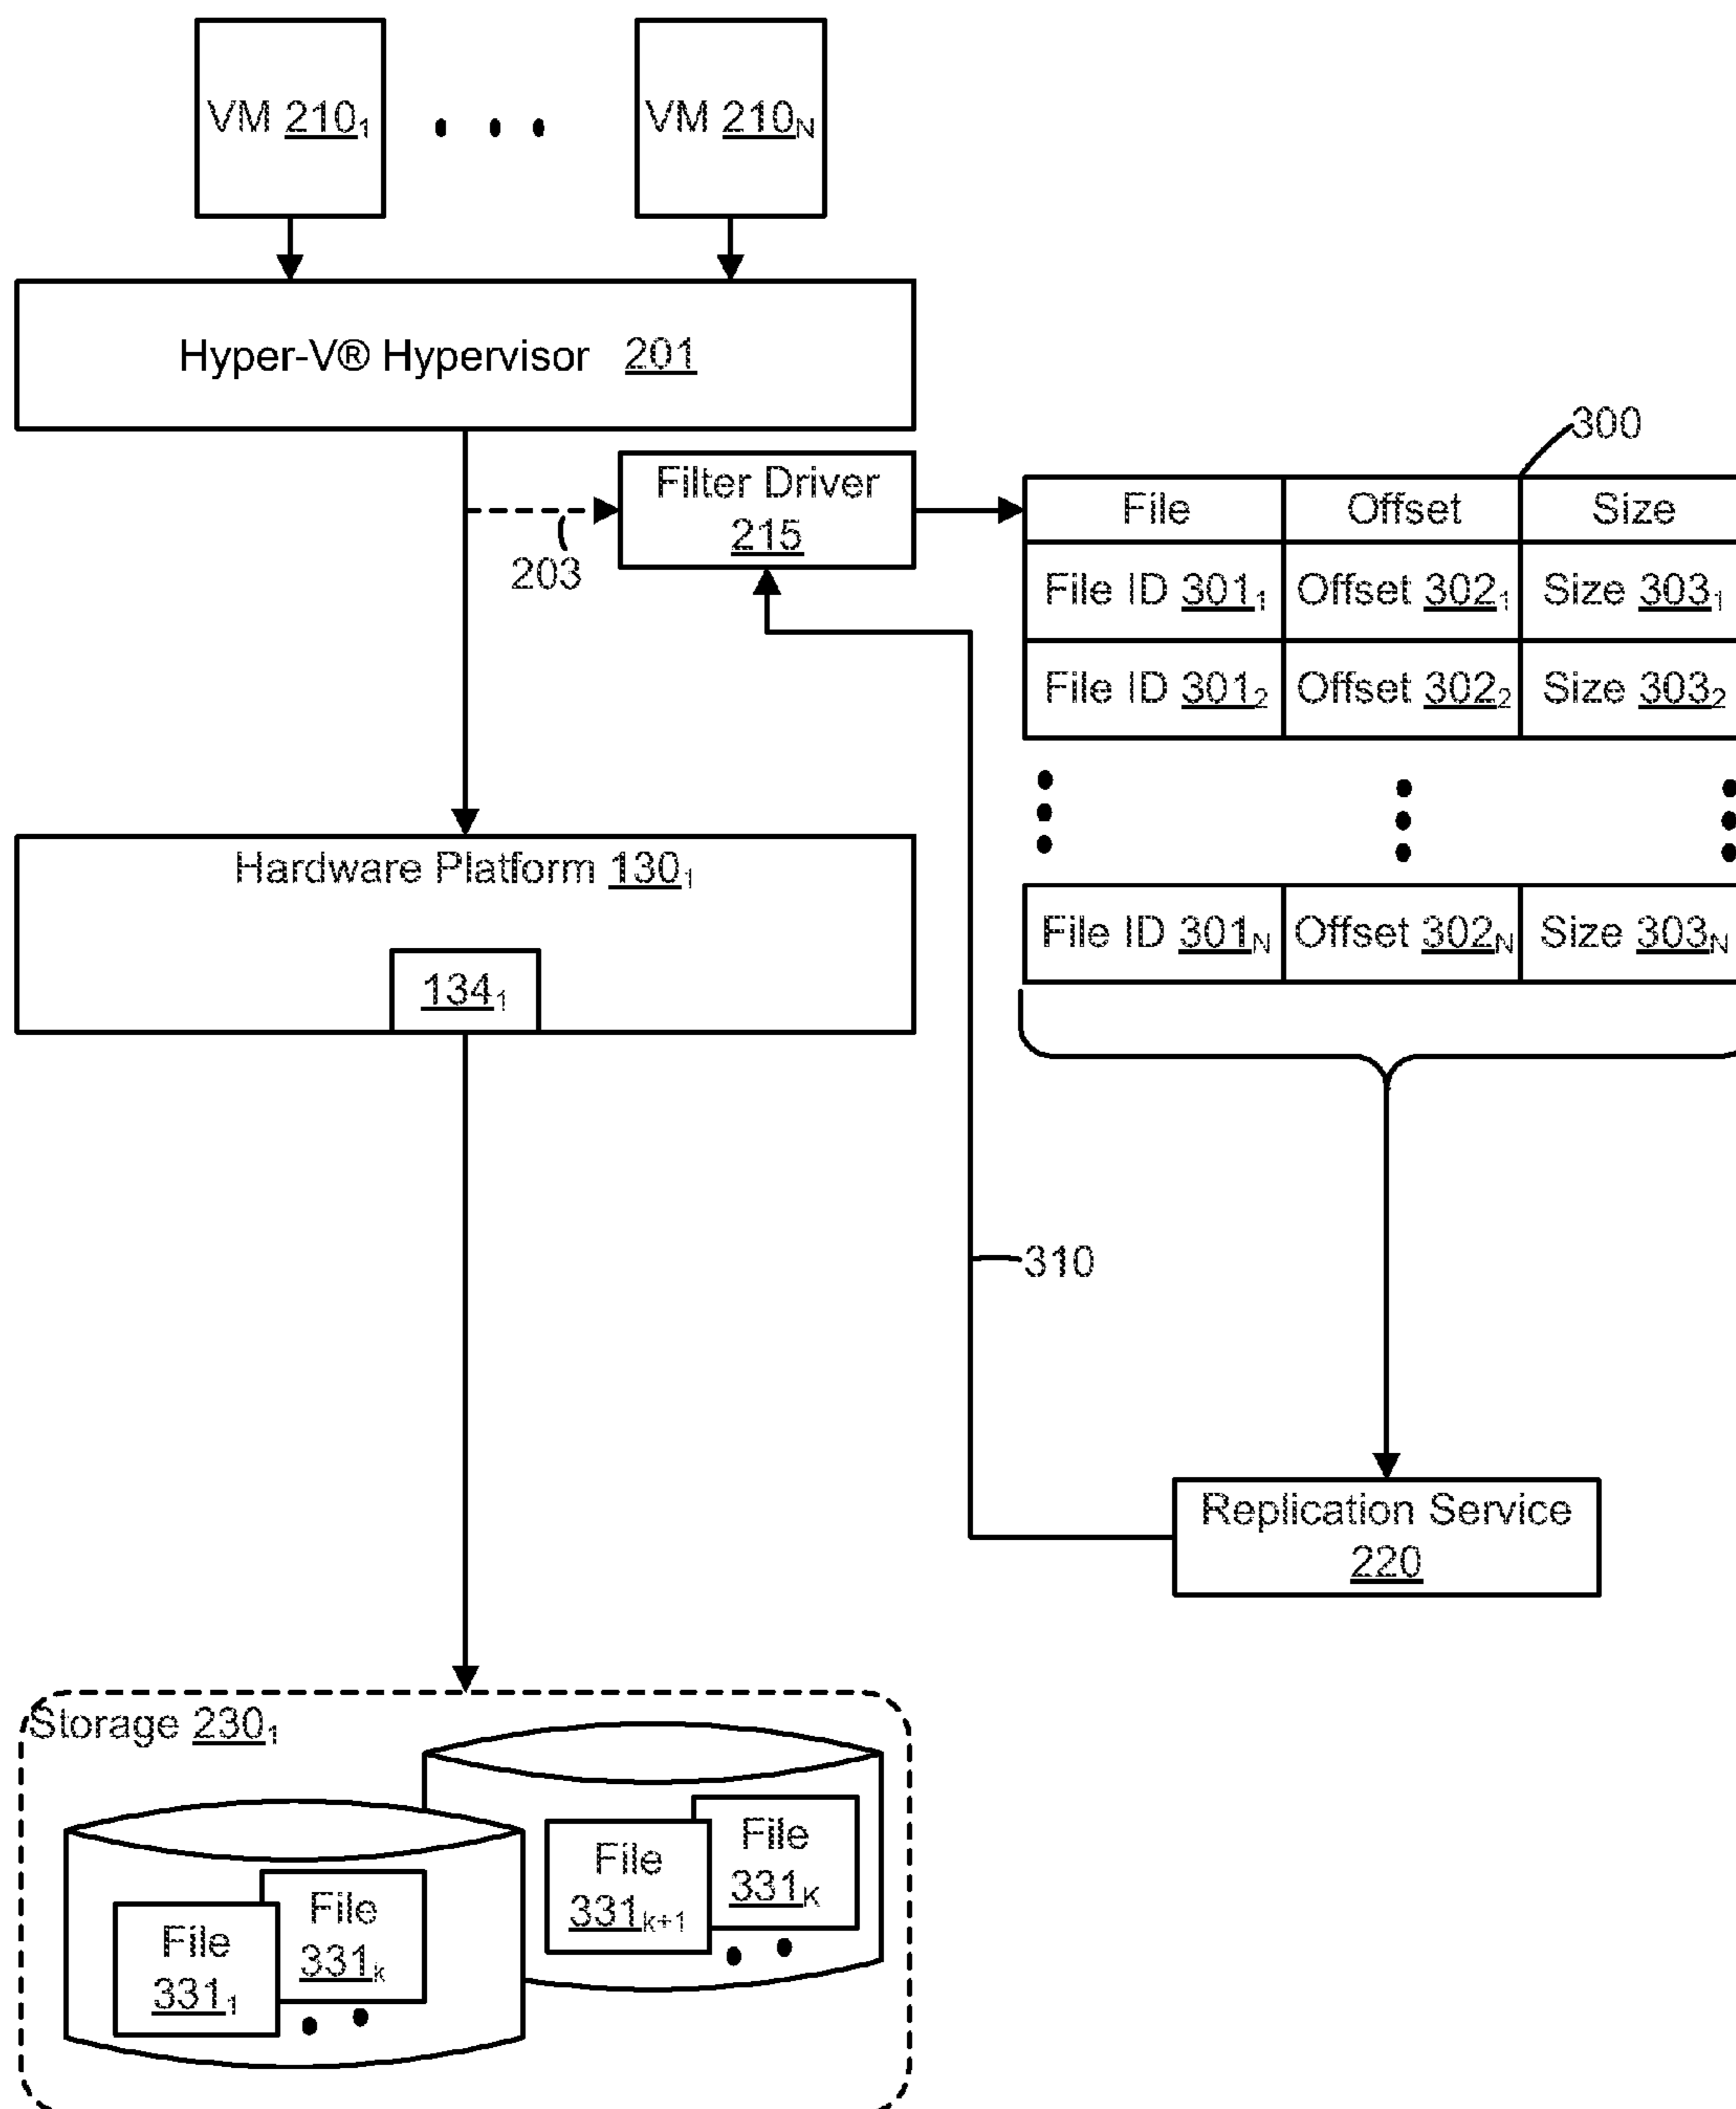 VM 210₁
VM 210ₙ
Hyper-V® Hypervisor 201
300
Filter Driver
215
203
File Offset Size
File ID 301₁ Offset 302₁ Size 303₁
File ID 301₂ Offset 302₂ Size 303₂
File ID 301ₙ Offset 302ₙ Size 303ₙ
Hardware Platform 130₁
134₁
310
Replication Service
220
Storage 230₁
File
331₁
File
331ₖ
File
331ₖ₊₁
File
331K